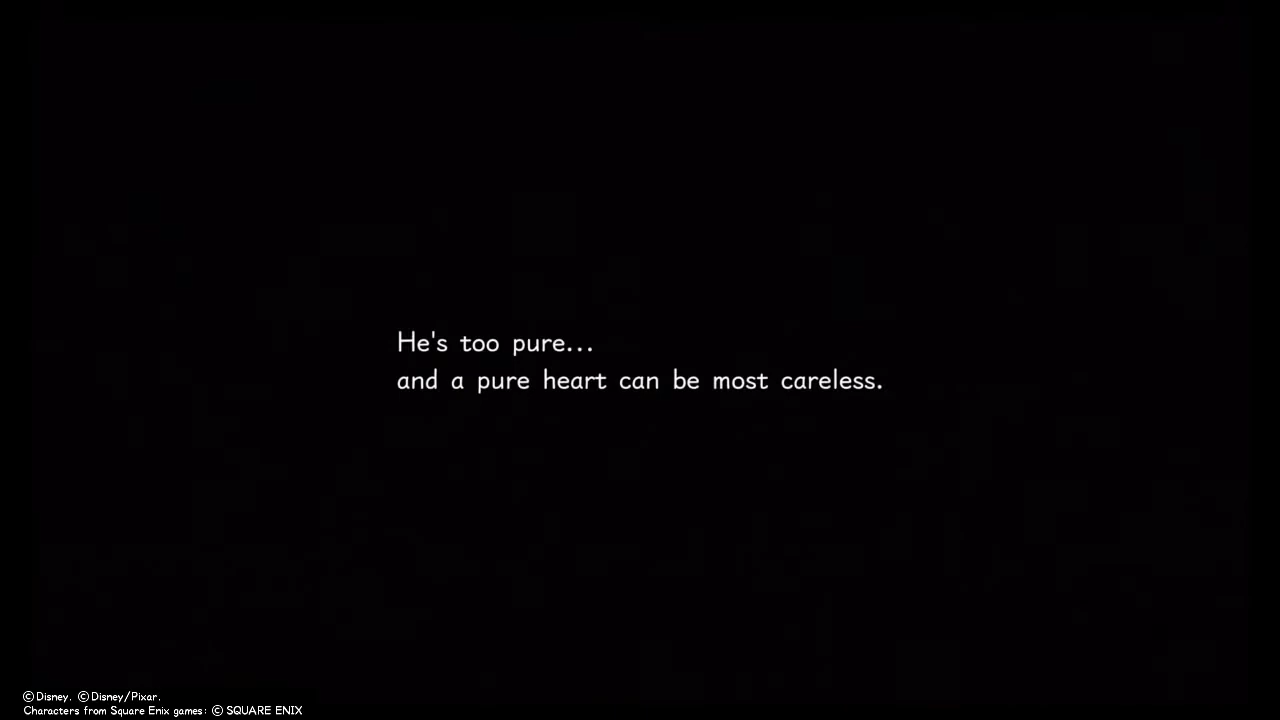 He's too pure...
and a pure heart can be most careless.
©Disney. ©Disney/Pixar.
Characters from Square Enix games: © SQUARE ENIX